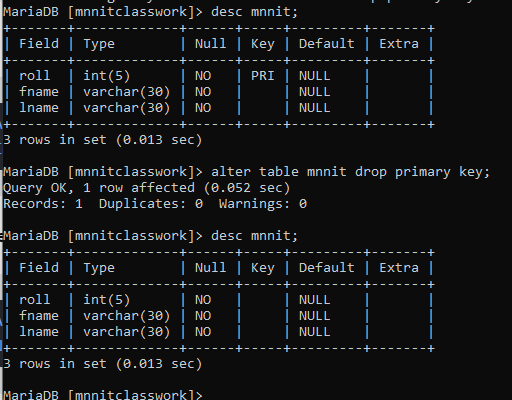 MariaDB [mnnitclasswork]> desc mnnit;
+-------+-------------+------+-----+---------+-------+
| Field | Type        | Null | Key | Default | Extra |
+-------+-------------+------+-----+---------+-------+
| roll  | int(5)      | NO   | PRI | NULL    |       |
| fname | varchar(30) | NO   |     | NULL    |       |
| lname | varchar(30) | NO   |     | NULL    |       |
+-------+-------------+------+-----+---------+-------+
3 rows in set (0.013 sec)
MariaDB [mnnitclasswork]> alter table mnnit drop primary key;
Query OK, 1 row affected (0.052 sec)
Records: 1  Duplicates: 0  Warnings: 0
MariaDB [mnnitclasswork]> desc mnnit;
+-------+-------------+------+-----+---------+-------+
| Field | Type        | Null | Key | Default | Extra |
+-------+-------------+------+-----+---------+-------+
| roll  | int(5)      | NO   |     | NULL    |       |
| fname | varchar(30) | NO   |     | NULL    |       |
| lname | varchar(30) | NO   |     | NULL    |       |
+-------+-------------+------+-----+---------+-------+
3 rows in set (0.013 sec)
MariaDB [mnnitclasswork]>